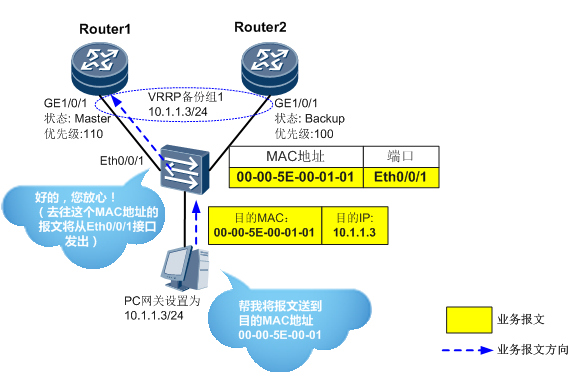 Router1
Router2
VRRP备份组1
10.1.1.3/24
GE1/0/1
状态: Master
优先级:110
GE1/0/1
状态: Backup
优先级:100
Eth0/0/1
MAC地址 端口
00-00-5E-00-01-01 Eth0/0/1
好的，您放心！
（去往这个MAC地址的
报文将从Eth0/0/1接口
发出）
目的MAC： 目的IP:
00-00-5E-00-01-01 10.1.1.3
PC网关设置为
10.1.1.3/24
帮我将报文送到
目的MAC地址
00-00-5E-00-01
业务报文
业务报文方向